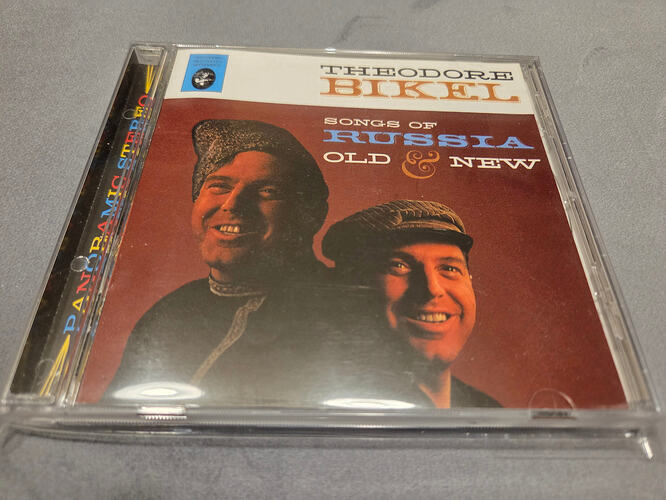 THEODORE
BIKEL
SONGS OF
RUSSIA
OLD & NEW
PANORAMIC STEREO